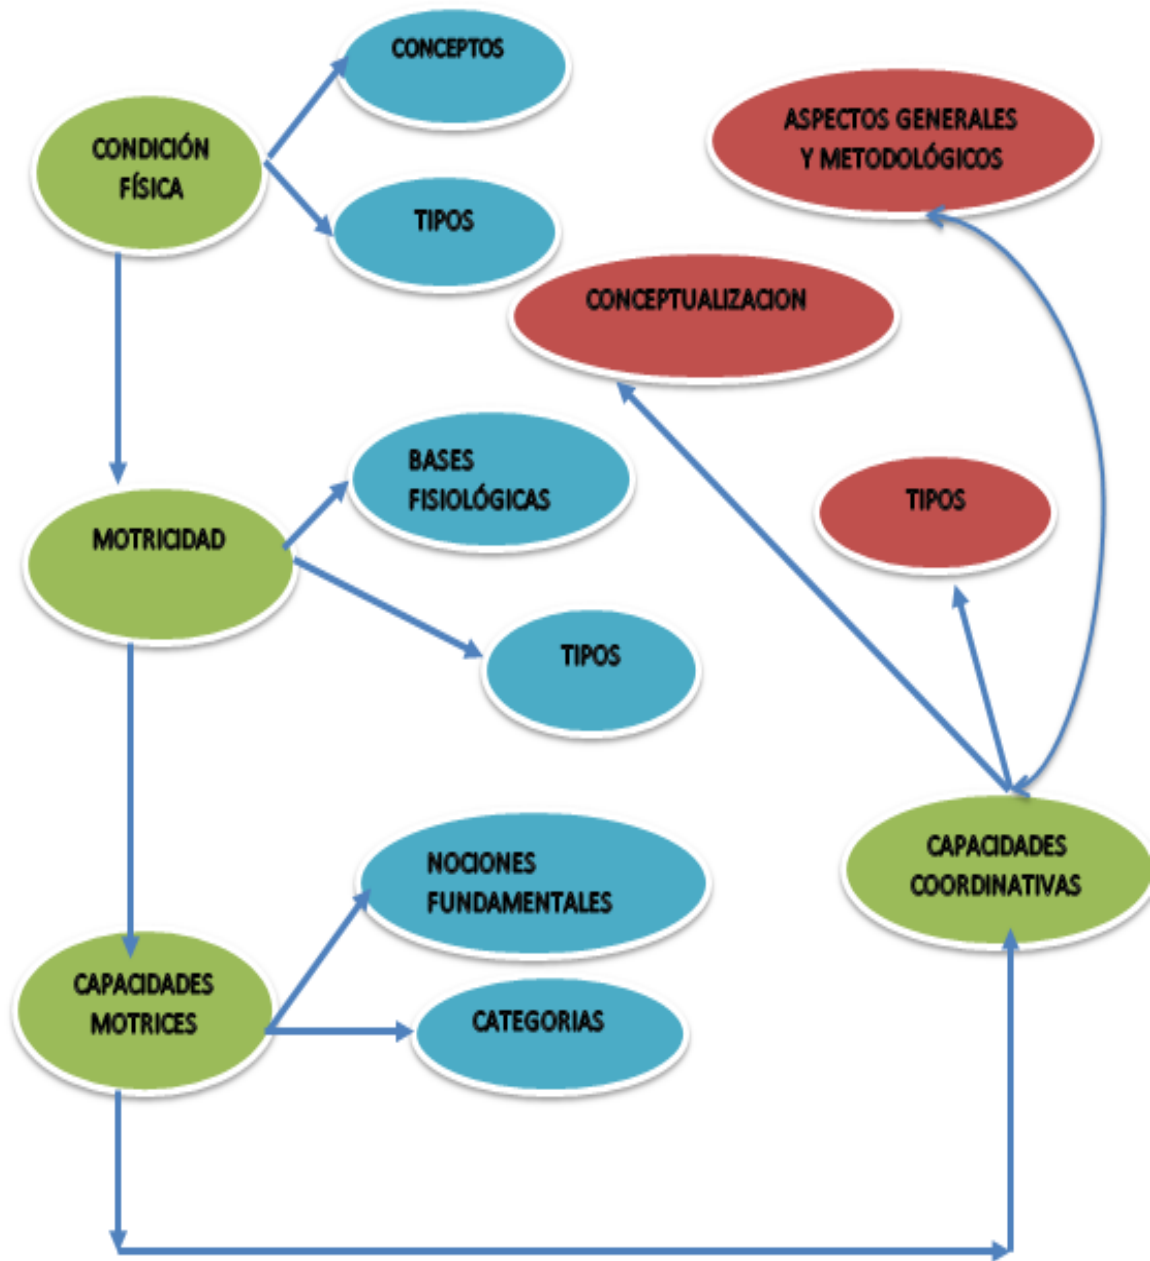 CONCEPTOS
CONDICIÓN
FÍSICA
TIPOS
ASPECTOS GENERALES
Y METODOLÓGICOS
CONCEPTUALIZACION
BASES
FISIOLÓGICAS
MOTRICIDAD
TIPOS
TIPOS
NOCIONES
FUNDAMENTALES
CAPACIDADES
COORDINATIVAS
CAPACIDADES
MOTRICES
CATEGORIAS